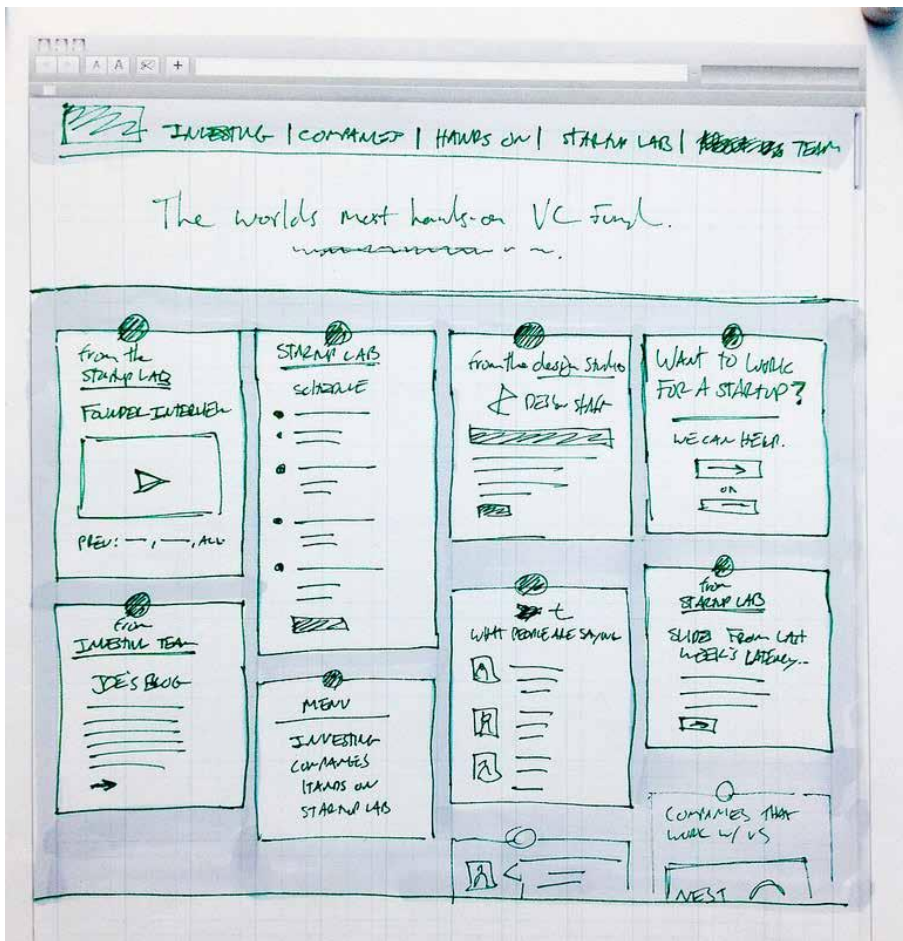 A A +
INVESTING | COMPANIES | HANDS ON | STARTUP LAB | TEAM
The worlds most hands-on VC Fund.
from the
STARTUP LAB
FOUNDER INTERVIEW
PREV: —, —, ALL
from
INVESTING TEAM
JOE'S BLOG
STARTUP LAB
SCHEDULE
MENU
INVESTING
COMPANIES
HANDS ON
STARTUP LAB
from the design studio
DESIGN STAFF
t
WHAT PEOPLE ARE SAYING
WANT TO WORK
FOR A STARTUP?
WE CAN HELP.
OR
from
STARTUP LAB
SLIDES FROM LAST
WEEK'S LATENCY...
COMPANIES THAT
WORK W/ US
NEST